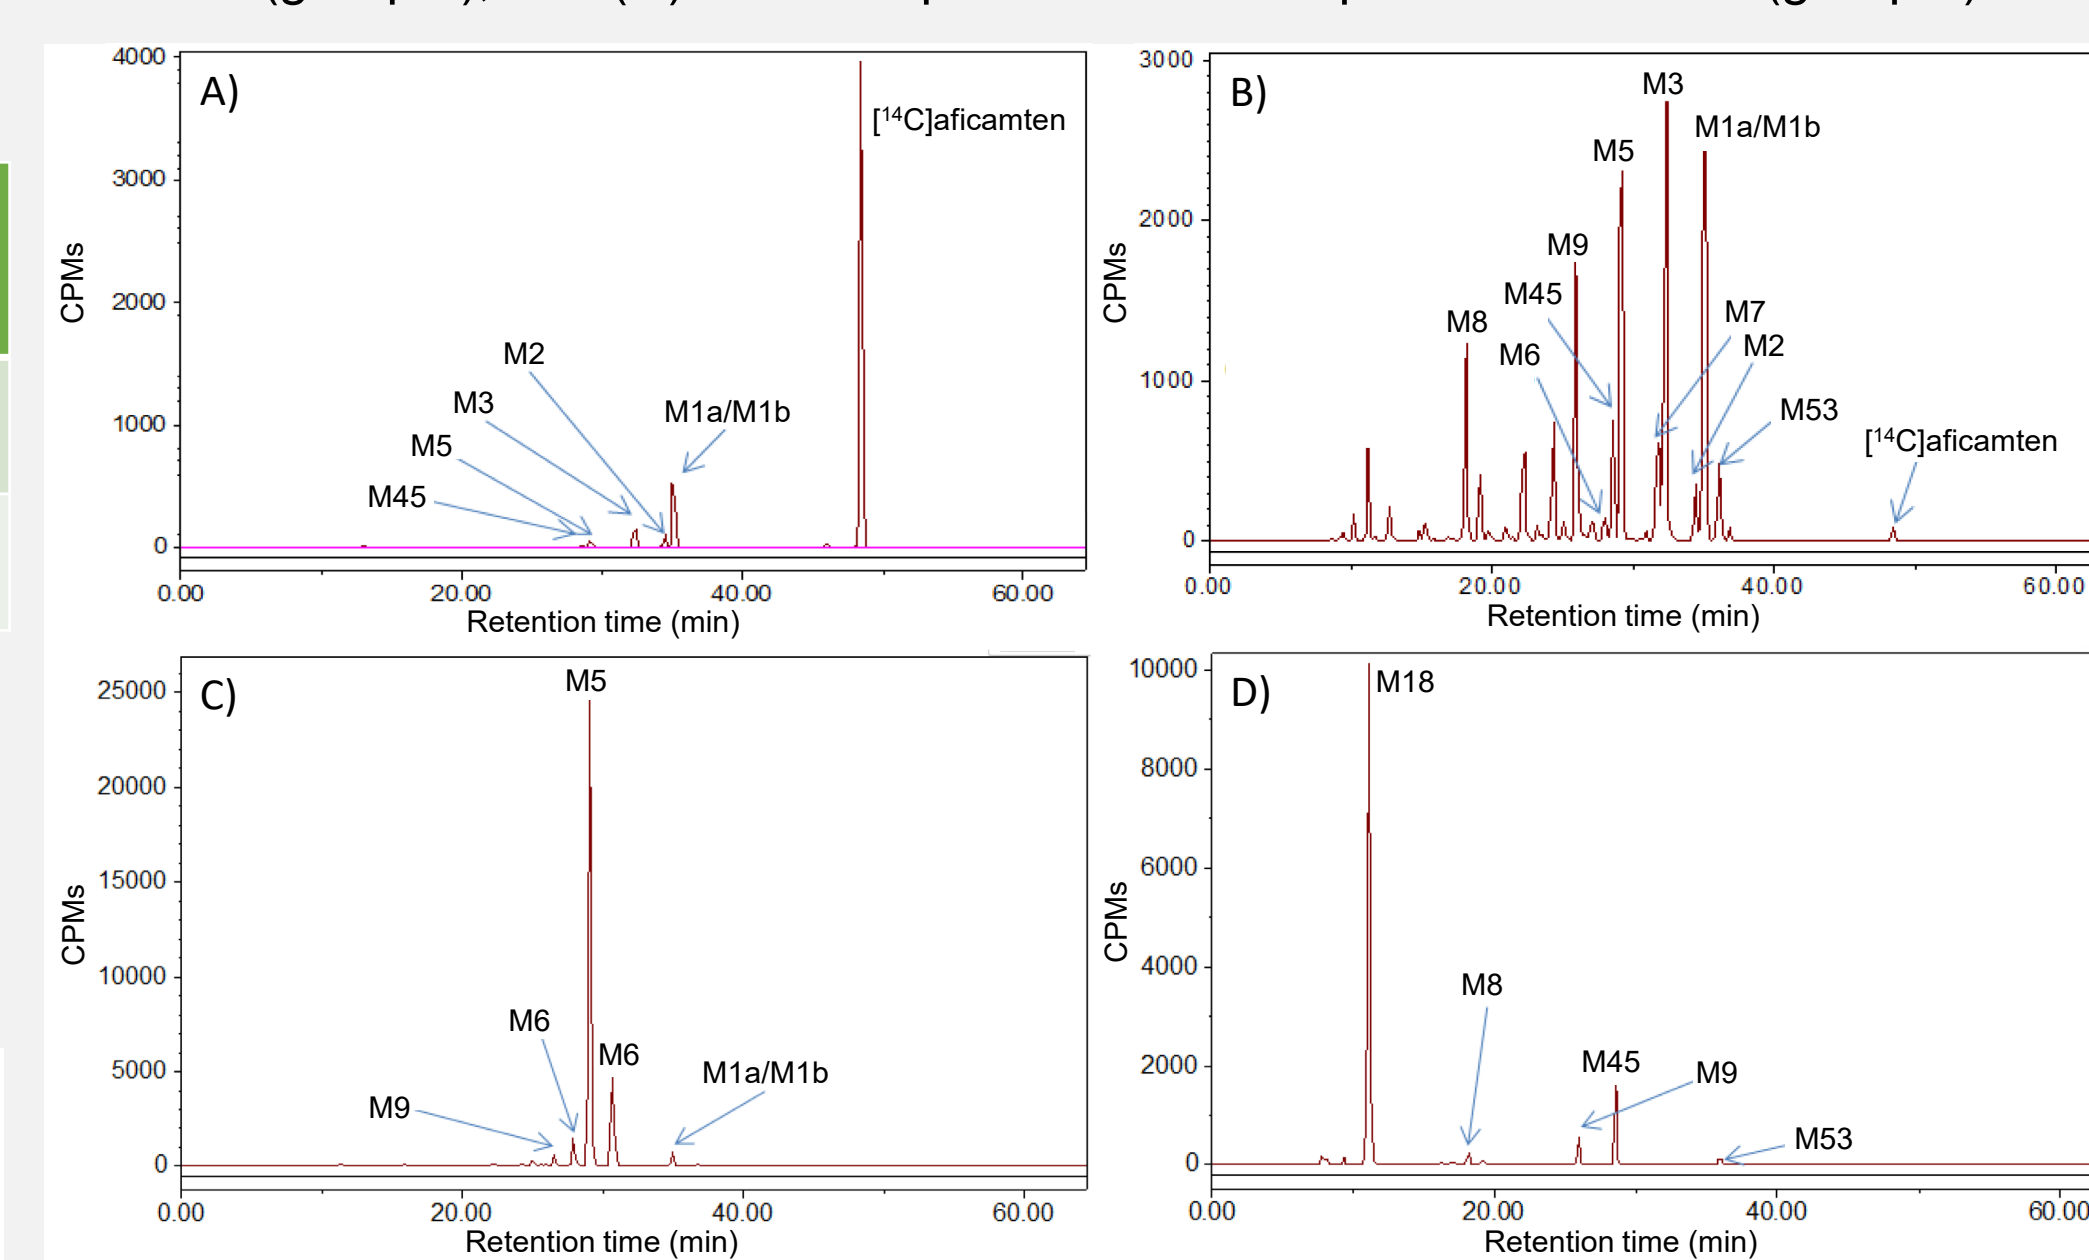 A)
4000
3000
2000
1000
0
CPMs
[¹⁴C]aficamten
M2
M3
M1a/M1b
M5
M45
0.00 20.00 40.00 60.00
Retention time (min)
B)
3000
2000
1000
0
CPMs
M3
M1a/M1b
M5
M9
M45
M7
M8
M2
M6
M53
[¹⁴C]aficamten
0.00 20.00 40.00 60.00
Retention time (min)
C)
25000
20000
15000
10000
5000
0
CPMs
M5
M6
M6
M1a/M1b
M9
0.00 20.00 40.00 60.00
Retention time (min)
D)
10000
8000
6000
4000
2000
0
CPMs
M18
M8
M45
M9
M53
0.00 20.00 40.00 60.00
Retention time (min)